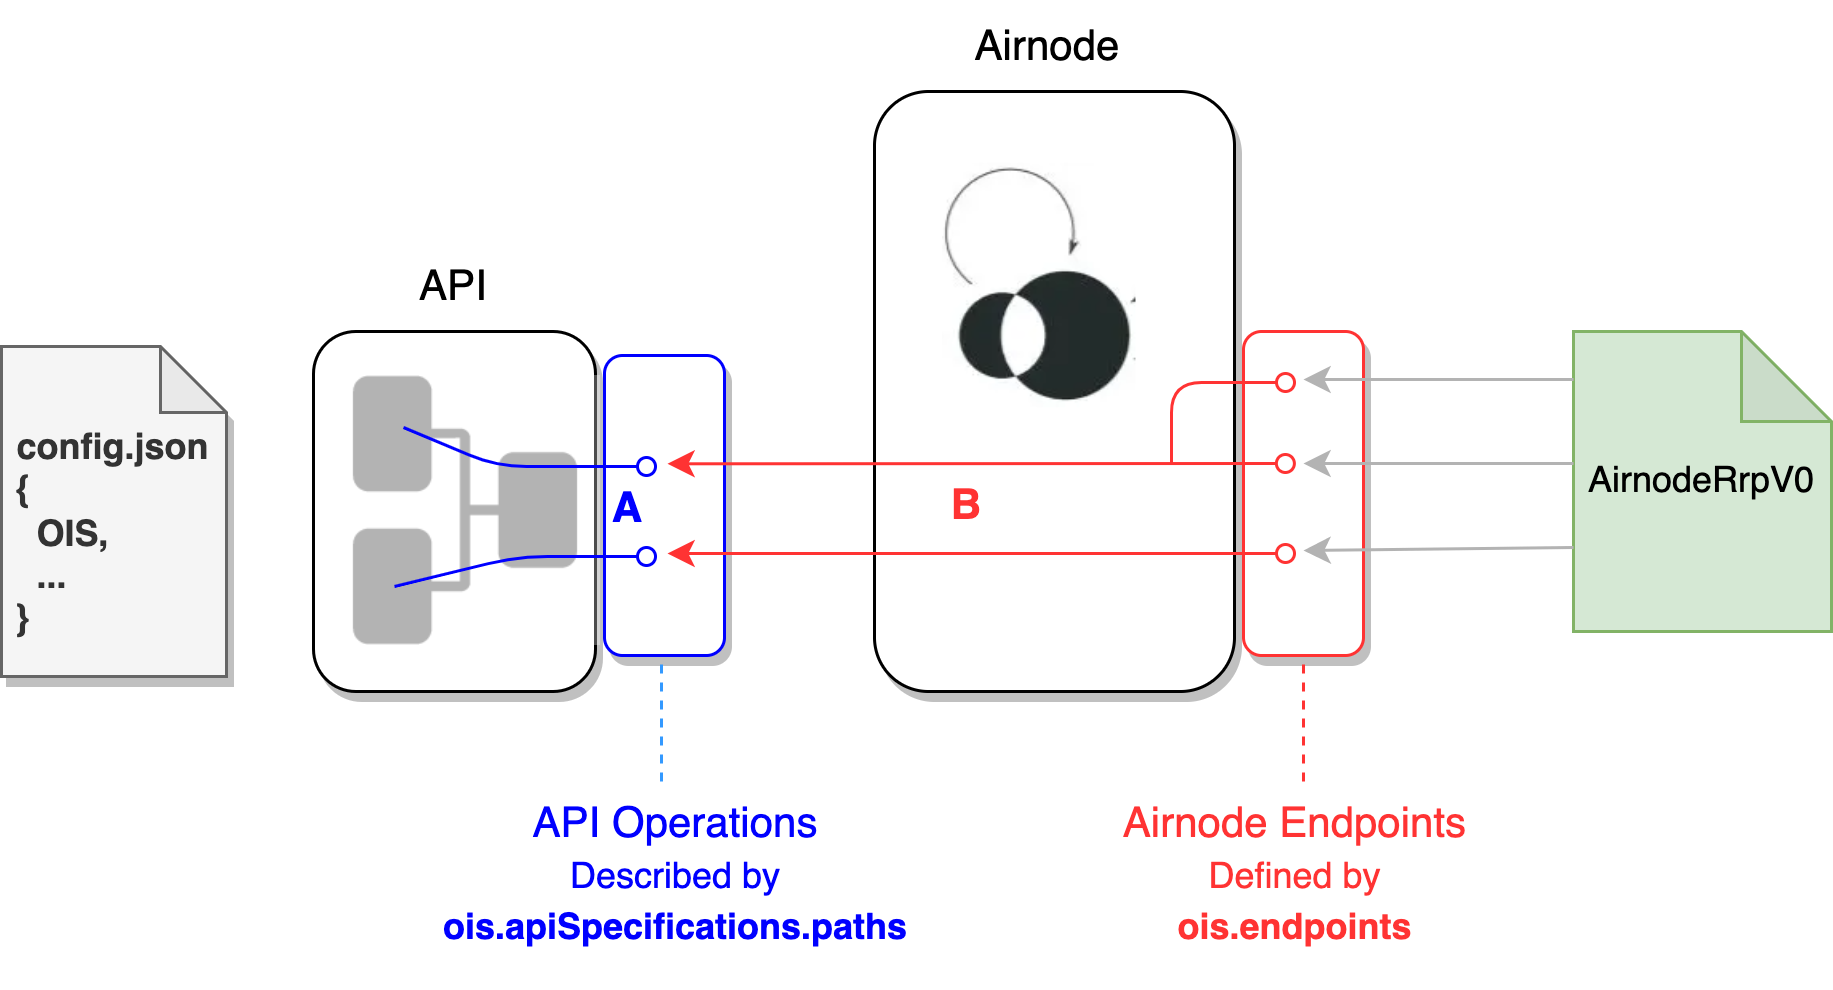 Airnode
API
config.json
{
OIS,
...
}
A
B
AirnodeRrpV0
API Operations
Described by
ois.apiSpecifications.paths
Airnode Endpoints
Defined by
ois.endpoints